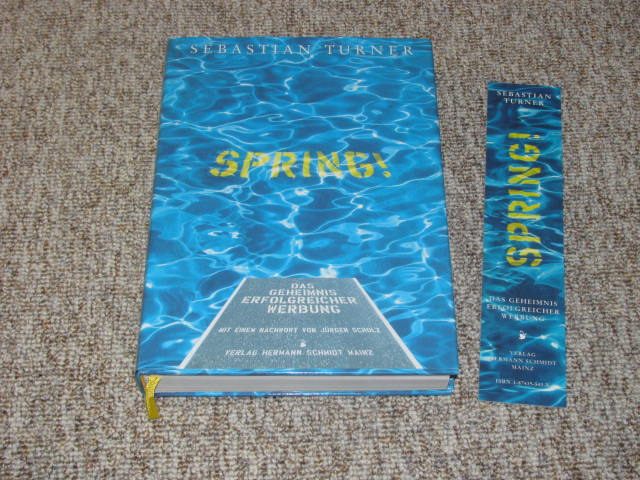 SEBASTIAN TURNER
SPRING!
DAS
GEHEIMNIS
ERFOLGREICHER
WERBUNG
MIT EINEM NACHWORT VON JÜRGEN SCHOLZ
VERLAG HERMANN SCHMIDT MAINZ
SEBASTIAN
TURNER
SPRING!
DAS GEHEIMNIS
ERFOLGREICHER
WERBUNG
VERLAG
HERMANN SCHMIDT
MAINZ
ISBN